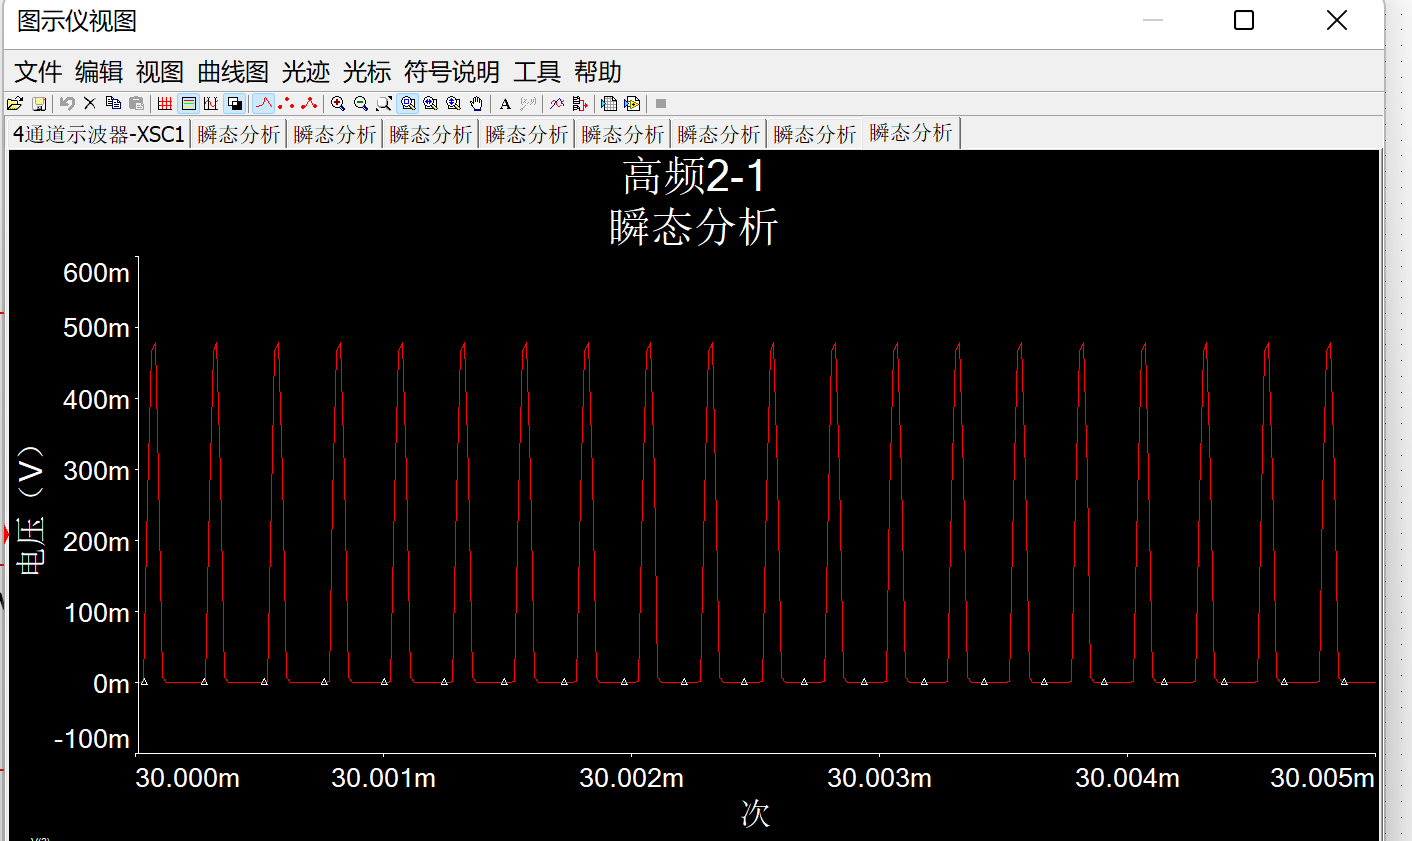 图示仪视图
文件 编辑 视图 曲线图 光迹 光标 符号说明 工具 帮助
4通道示波器-XSC1 瞬态分析 瞬态分析 瞬态分析 瞬态分析 瞬态分析 瞬态分析 瞬态分析 瞬态分析
高频2-1
瞬态分析
600m
500m
400m
300m
200m
100m
0m
-100m
电压（V）
30.000m 30.001m 30.002m 30.003m 30.004m 30.005m
次